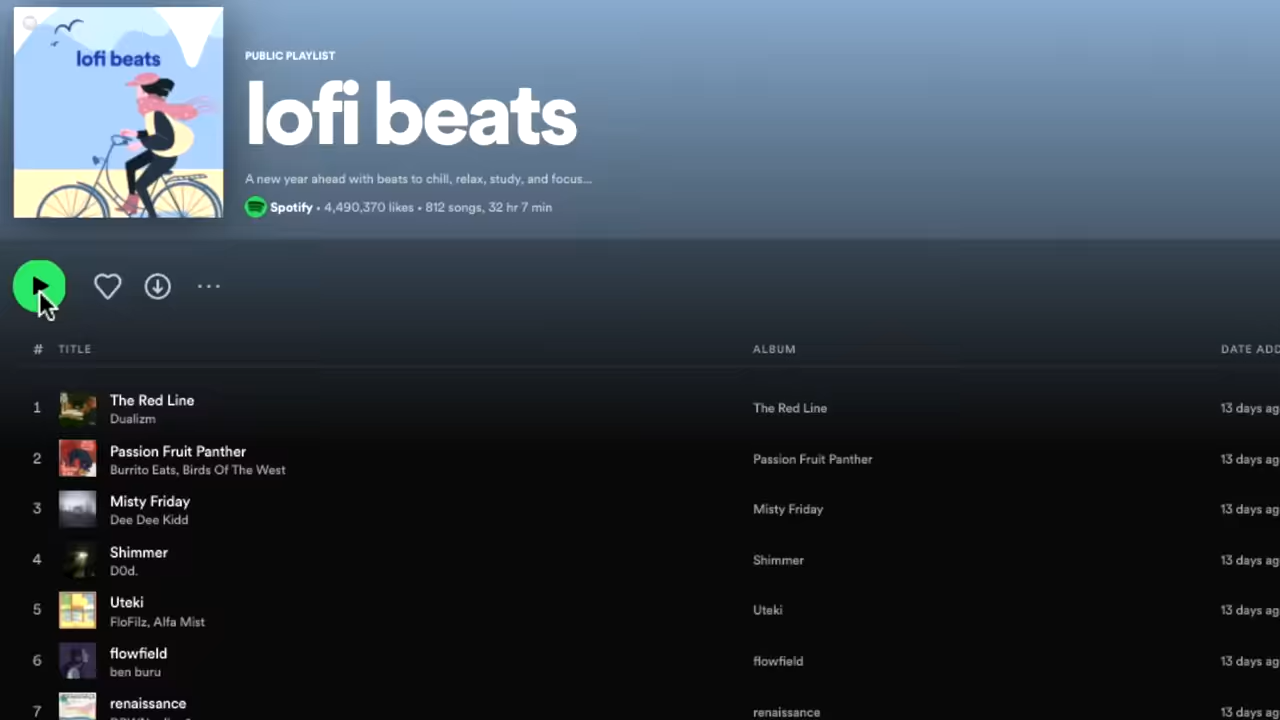 lofi beats
PUBLIC PLAYLIST
lofi beats
A new year ahead with beats to chill, relax, study, and focus...
Spotify • 4,490,370 likes • 812 songs, 32 hr 7 min
# TITLE ALBUM DATE ADD
1 The Red Line The Red Line 13 days ag
Dualizm
2 Passion Fruit Panther Passion Fruit Panther 13 days ag
Burrito Eats, Birds Of The West
3 Misty Friday Misty Friday 13 days ag
Dee Dee Kidd
4 Shimmer Shimmer 13 days ag
D0d.
5 Uteki Uteki 13 days ag
FloFilz, Alfa Mist
6 flowfield flowfield 13 days ag
ben buru
7 renaissance renaissance 13 days ag